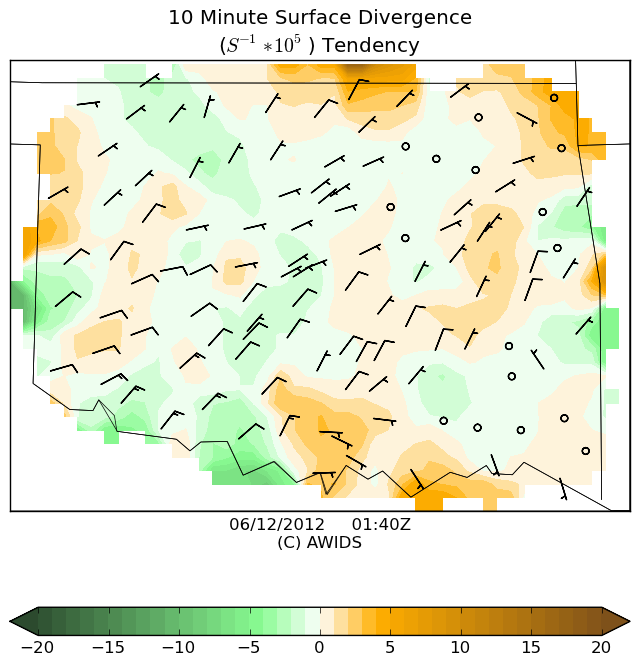 10 Minute Surface Divergence
(S⁻¹ *10⁵ ) Tendency
06/12/2012 01:40Z
(C) AWIDS
−20 −15 −10 −5 0 5 10 15 20